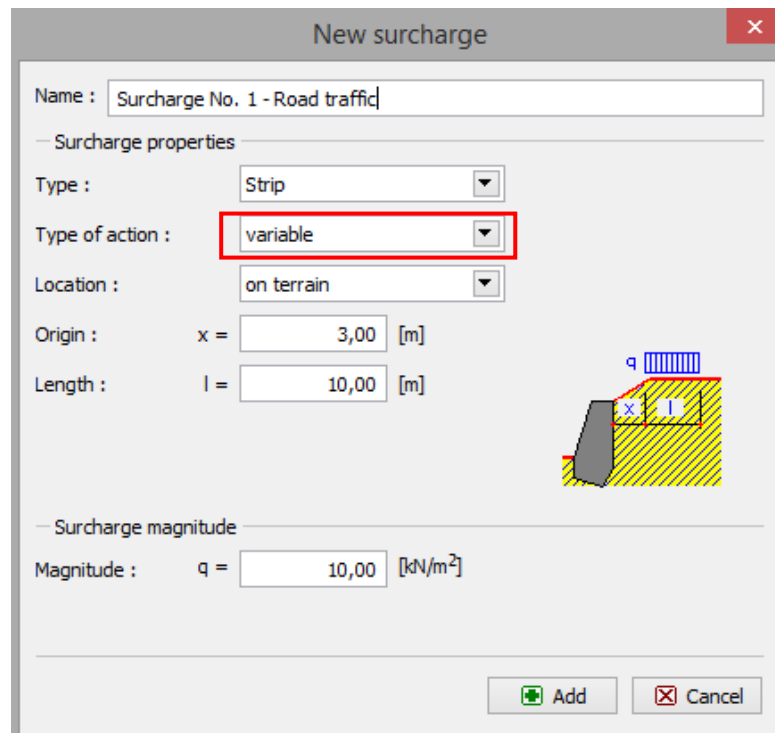 New surcharge
Name : Surcharge No. 1 - Road traffic
Surcharge properties
Type : Strip
Type of action : variable
Location : on terrain
Origin : x = 3,00 [m]
Length : l = 10,00 [m]
q
x l
Surcharge magnitude
Magnitude : q = 10,00 [kN/m²]
Add Cancel